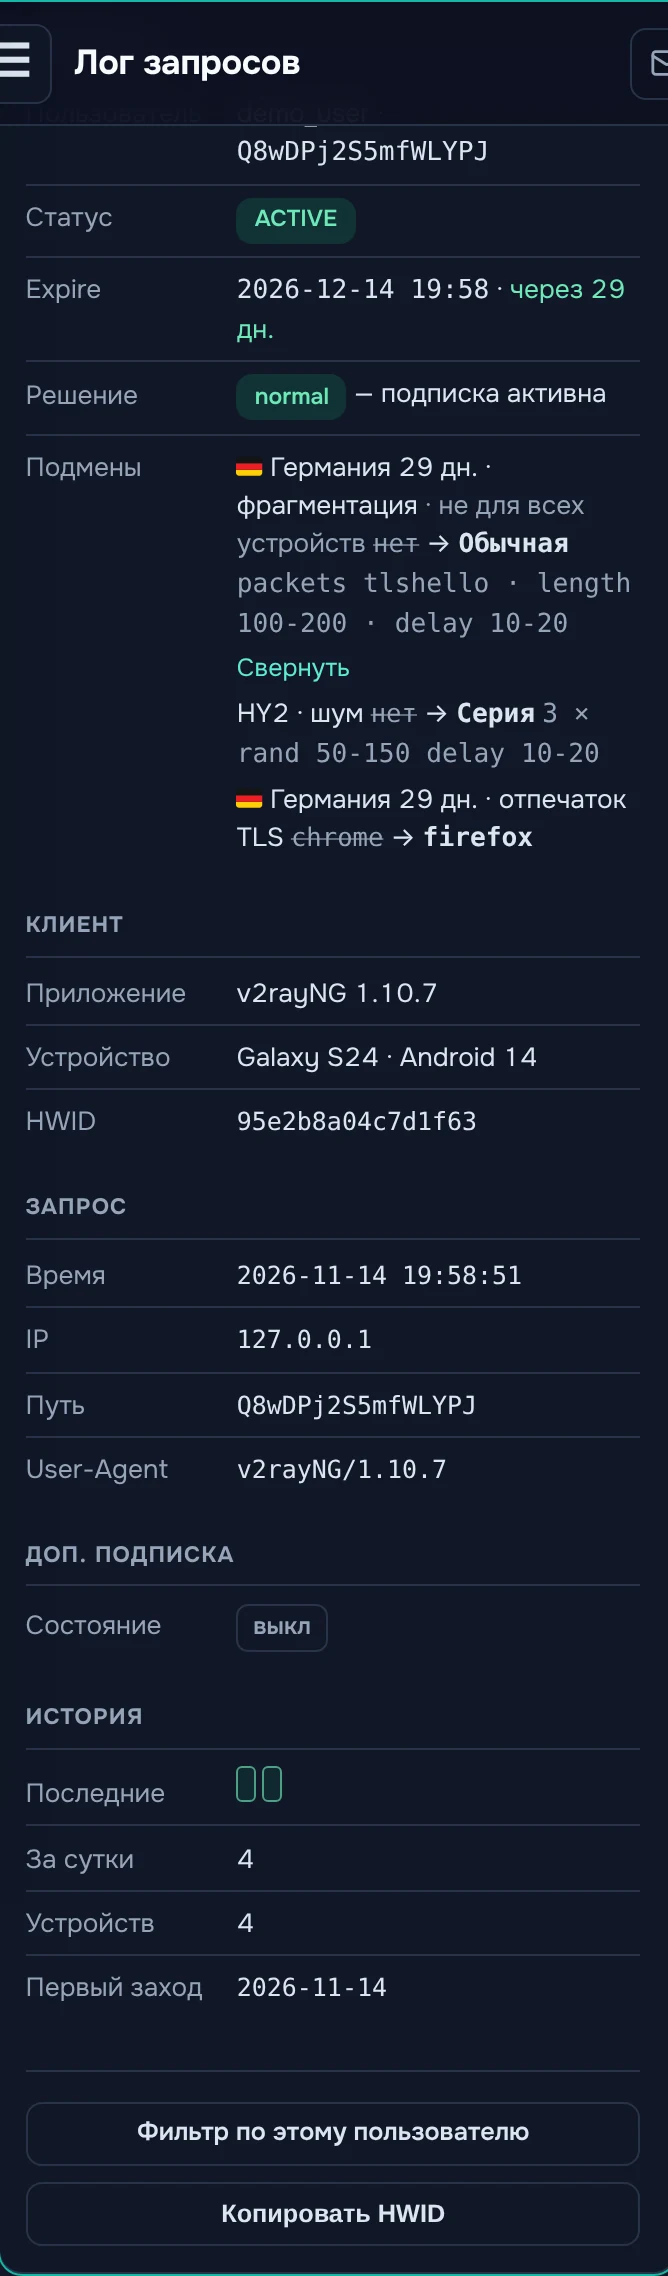 Лог запросов
Пользователь demo_user ·
Q8wDPj2S5mfWLYPJ
Статус ACTIVE
Expire 2026-12-14 19:58 · через 29
дн.
Решение normal — подписка активна
Подмены Германия 29 дн. ·
фрагментация · не для всех
устройств нет → Обычная
packets tlshello · length
100-200 · delay 10-20
Свернуть
HY2 · шум нет → Серия 3 ×
rand 50-150 delay 10-20
Германия 29 дн. · отпечаток
TLS chrome → firefox
КЛИЕНТ
Приложение v2rayNG 1.10.7
Устройство Galaxy S24 · Android 14
HWID 95e2b8a04c7d1f63
ЗАПРОС
Время 2026-11-14 19:58:51
IP 127.0.0.1
Путь Q8wDPj2S5mfWLYPJ
User-Agent v2rayNG/1.10.7
ДОП. ПОДПИСКА
Состояние выкл
ИСТОРИЯ
Последние
За сутки 4
Устройств 4
Первый заход 2026-11-14
Фильтр по этому пользователю
Копировать HWID